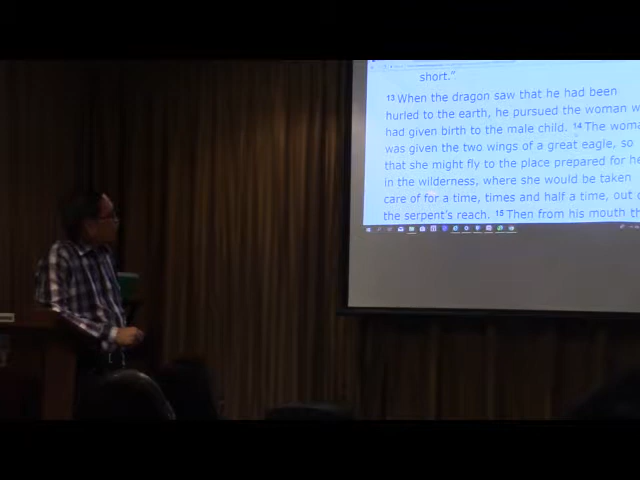 short.”
13 When the dragon saw that he had been
hurled to the earth, he pursued the woman w
had given birth to the male child. 14 The woma
was given the two wings of a great eagle, so
that she might fly to the place prepared for he
in the wilderness, where she would be taken
care of for a time, times and half a time, out o
the serpent’s reach. 15 Then from his mouth th